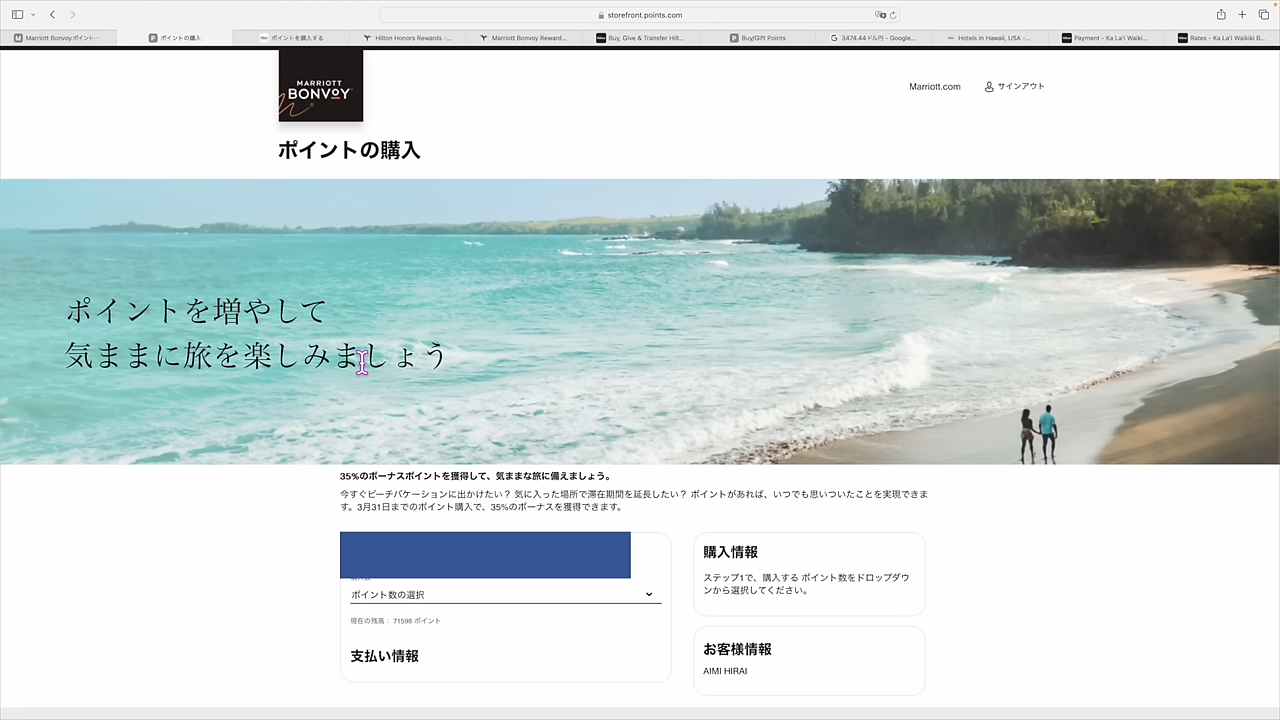 storefront.points.com
Marriott Bonvoyポイント…
ポイントの購入
ポイントを購入する
Hilton Honors Rewards -...
Marriott Bonvoy Reward...
Buy, Give & Transfer Hilt...
Buy/Gift Points
3474.44ドル円 - Google...
Hotels in Hawaii, USA -...
Payment - Ka La'i Waiki...
Rates - Ka La'i Waikiki B...
MARRIOTT
BONVOY
Marriott.com
サインアウト
ポイントの購入
ポイントを増やして
気ままに旅を楽しみましょう
35%のボーナスポイントを獲得して、気ままな旅に備えましょう。
今すぐビーチバケーションに出かけたい？ 気に入った場所で滞在期間を延長したい？ ポイントがあれば、いつでも思いついたことを実現できま
す。3月31日までのポイント購入で、35%のボーナスを獲得できます。
ポイント数の選択
現在の残高： 71598 ポイント
支払い情報
購入情報
ステップ1で、購入する ポイント数をドロップダウ
ンから選択してください。
お客様情報
AIMI HIRAI